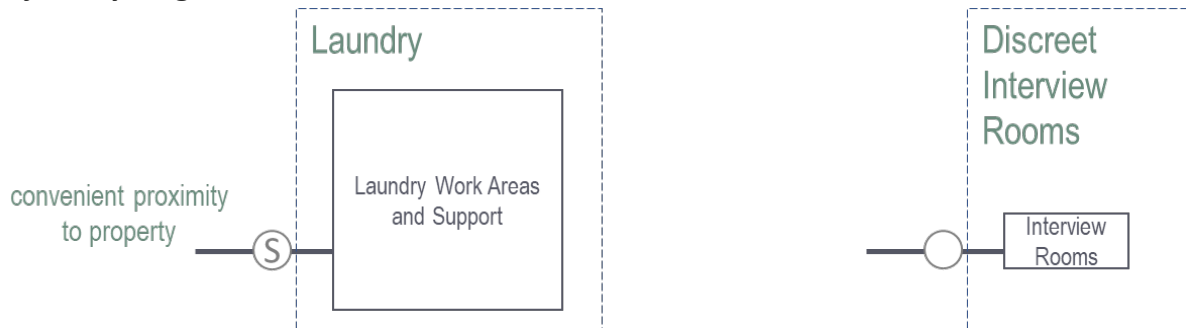 Laundry
Laundry Work Areas
and Support
convenient proximity
to property
S
Discreet
Interview
Rooms
Interview
Rooms